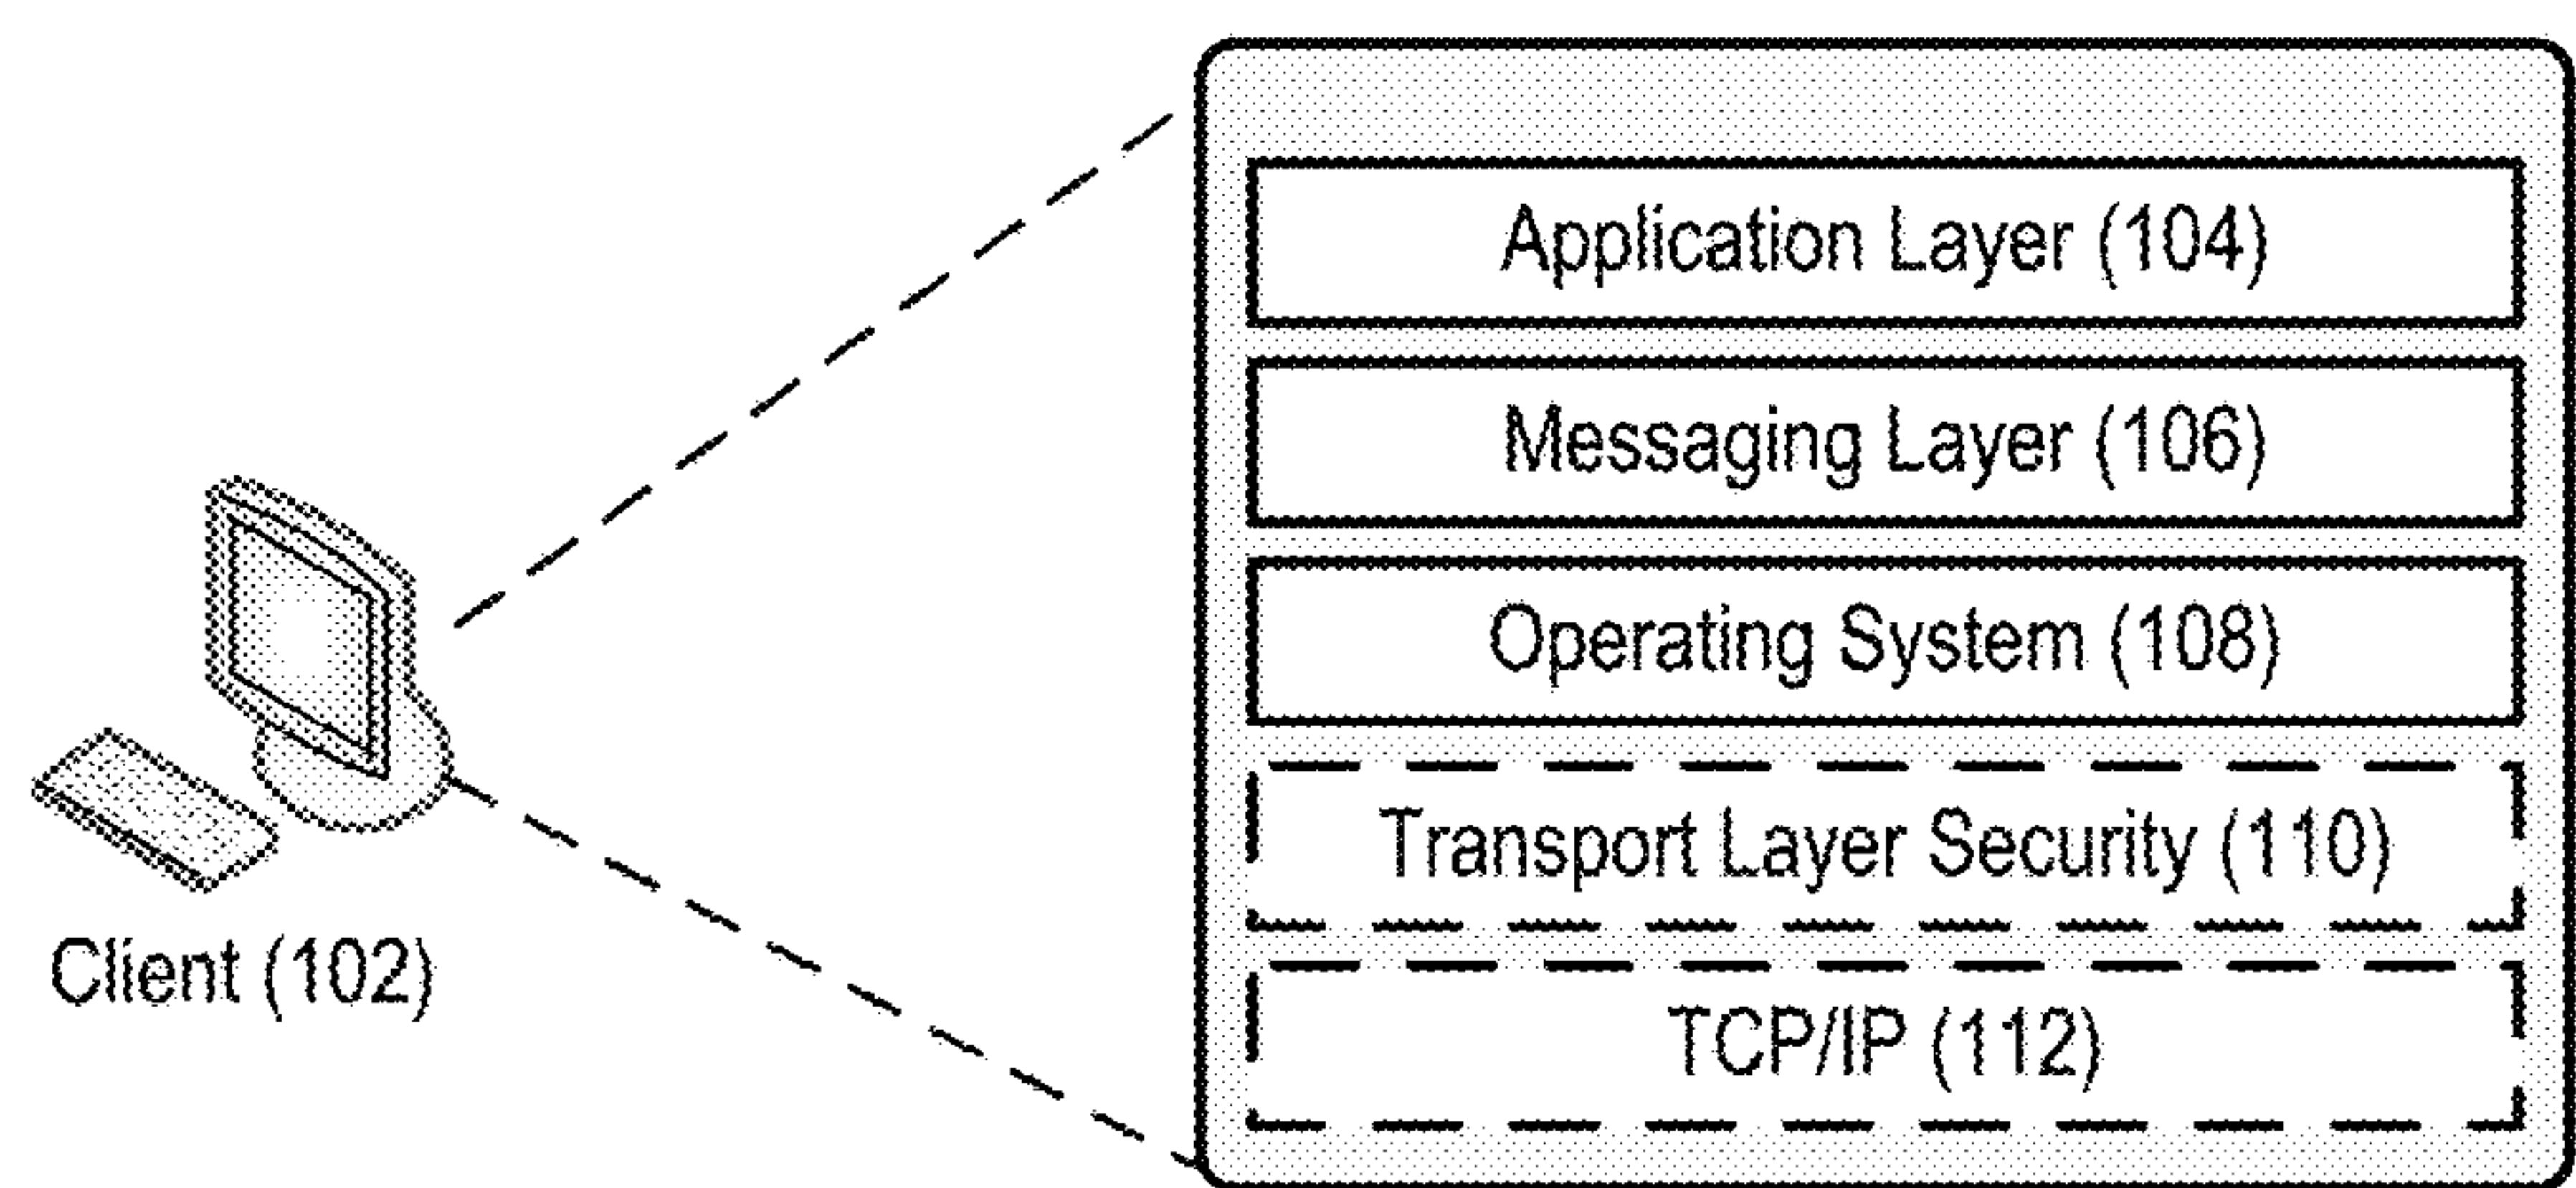 Application Layer (104)
Messaging Layer (106)
Operating System (108)
Transport Layer Security (110)
TCP/IP (112)
Client (102)